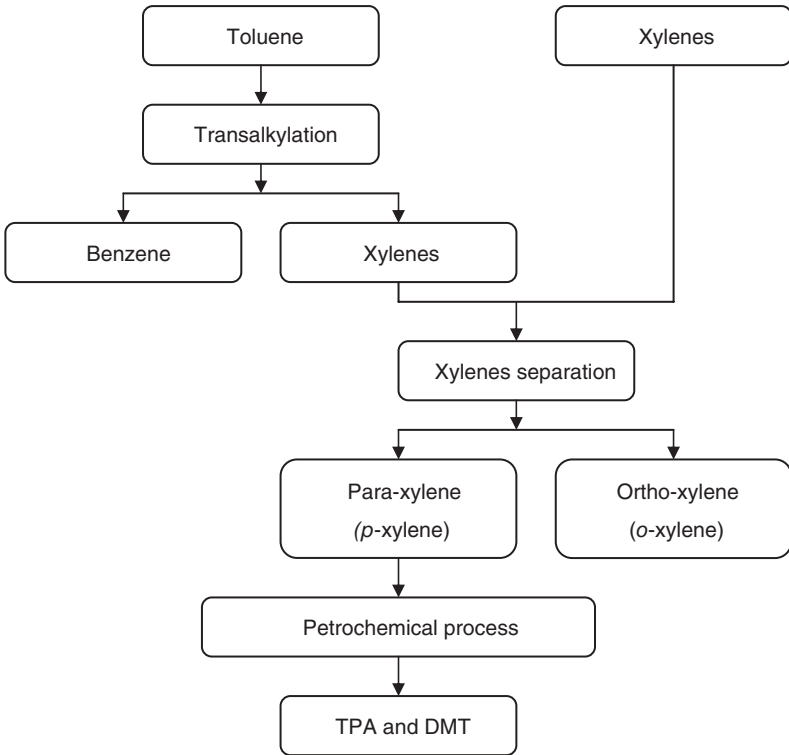 Toluene
Xylenes
Transalkylation
Benzene
Xylenes
Xylenes separation
Para-xylene
(p-xylene)
Ortho-xylene
(o-xylene)
Petrochemical process
TPA and DMT